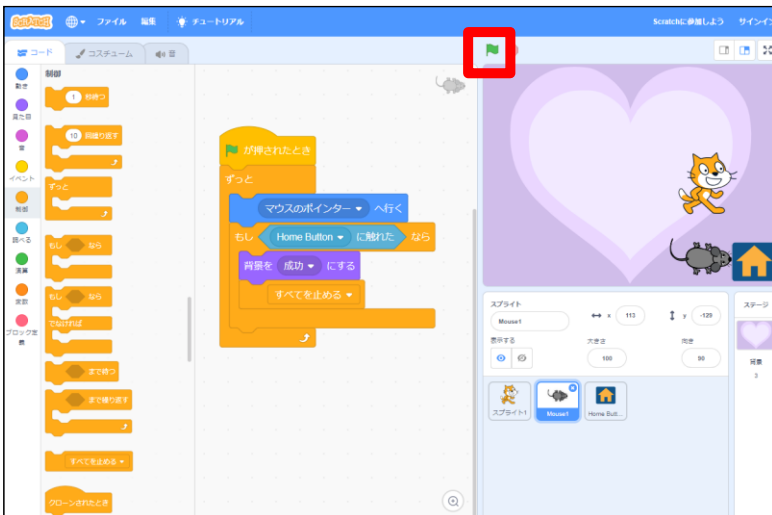 SCRATCH ファイル 編集 チュートリアル Scratchに参加しよう サインイン
コード コスチューム 音
動き
見た目
音
イベント
制御
調べる
演算
変数
ブロック定義
制御
1 秒待つ
10 回繰り返す
ずっと
もし なら
もし なら
でなければ
まで待つ
まで繰り返す
すべてを止める
クローンされたとき
が押されたとき
ずっと
マウスのポインター へ行く
もし Home Button に触れた なら
背景を 成功 にする
すべてを止める
スプライト
Mouse1 x 113 y -129
表示する 大きさ 向き
100 90
スプライト1 Mouse1 Home Butt...
ステージ
背景
3